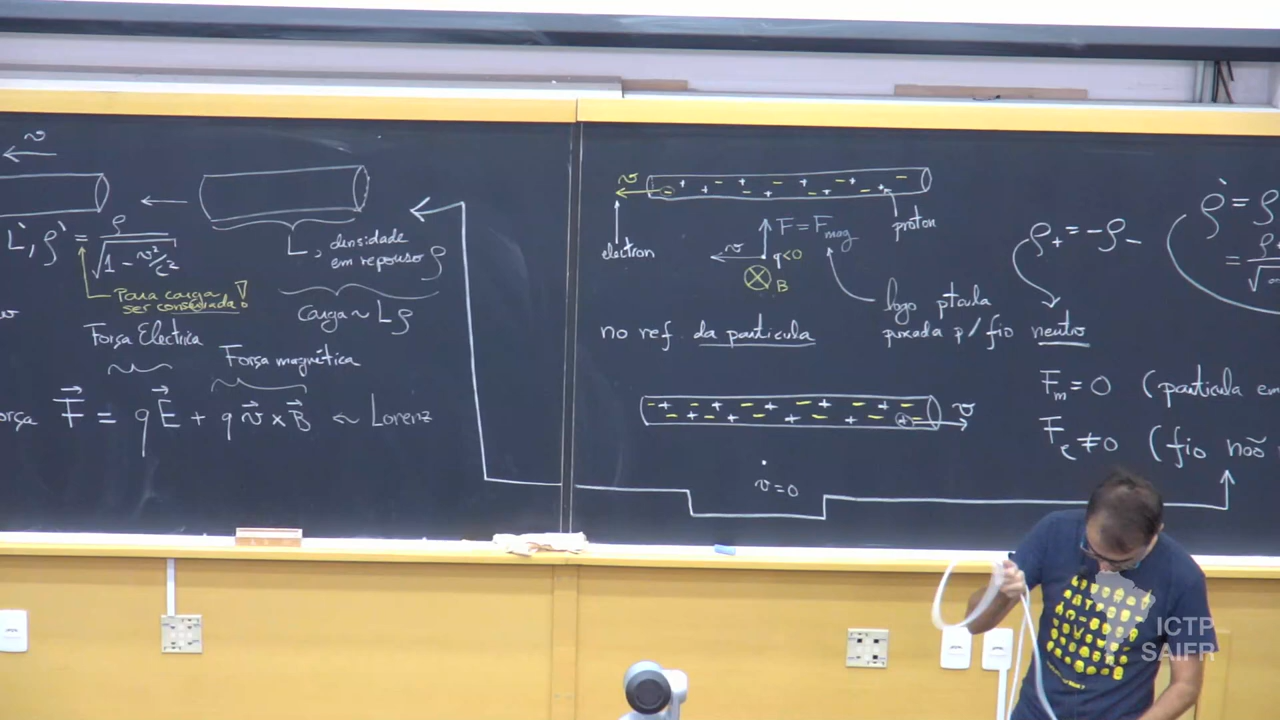 v
L', ρ' = ρ / √(1 - v²/c²)
L, densidade
em repouso ρ
Para carga
ser conservada!
Carga ~ Lρ
Força Electrica
Força magnética
F⃗ = qE⃗ + q v⃗ × B⃗ ~ Lorenz
v
- + - + - + - + - + - + -
electron
proton
F = Fmag
v
q<0
B
logo ptcula
puxada p/ fio neutro
no ref. da particula
- + - + - + - + - + - + - +
v
v=0
ρ+ = -ρ-
ρ' = ρ
Fm = 0 (particula em
Fe ≠ 0 (fio não
ICTP
SAIFR